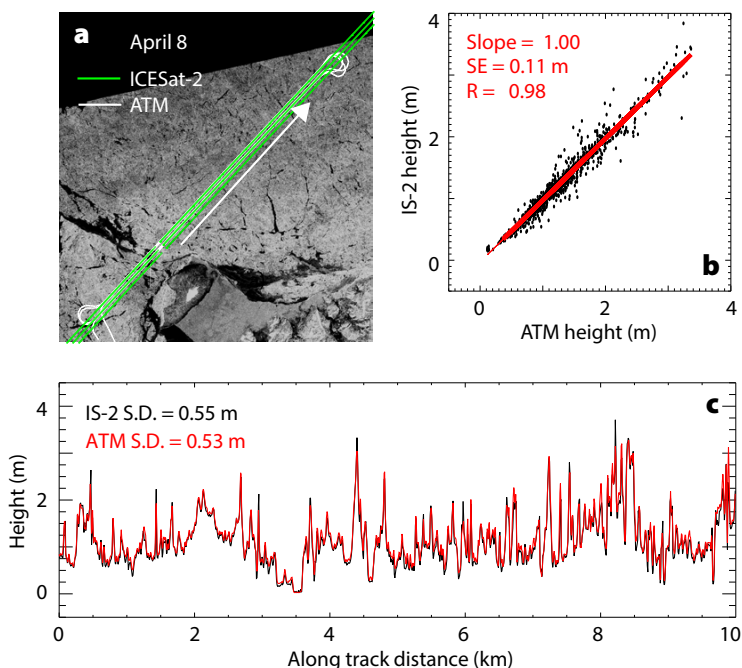 a
April 8
ICESat-2
ATM
Slope = 1.00
SE = 0.11 m
R = 0.98
4
2
0
IS-2 height (m)
b
0
2
4
ATM height (m)
c
IS-2 S.D. = 0.55 m
ATM S.D. = 0.53 m
4
2
0
Height (m)
0
2
4
6
8
10
Along track distance (km)